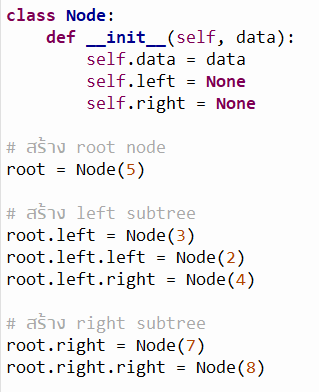 class Node:
    def __init__(self, data):
        self.data = data
        self.left = None
        self.right = None

# สร้าง root node
root = Node(5)

# สร้าง left subtree
root.left = Node(3)
root.left.left = Node(2)
root.left.right = Node(4)

# สร้าง right subtree
root.right = Node(7)
root.right.right = Node(8)